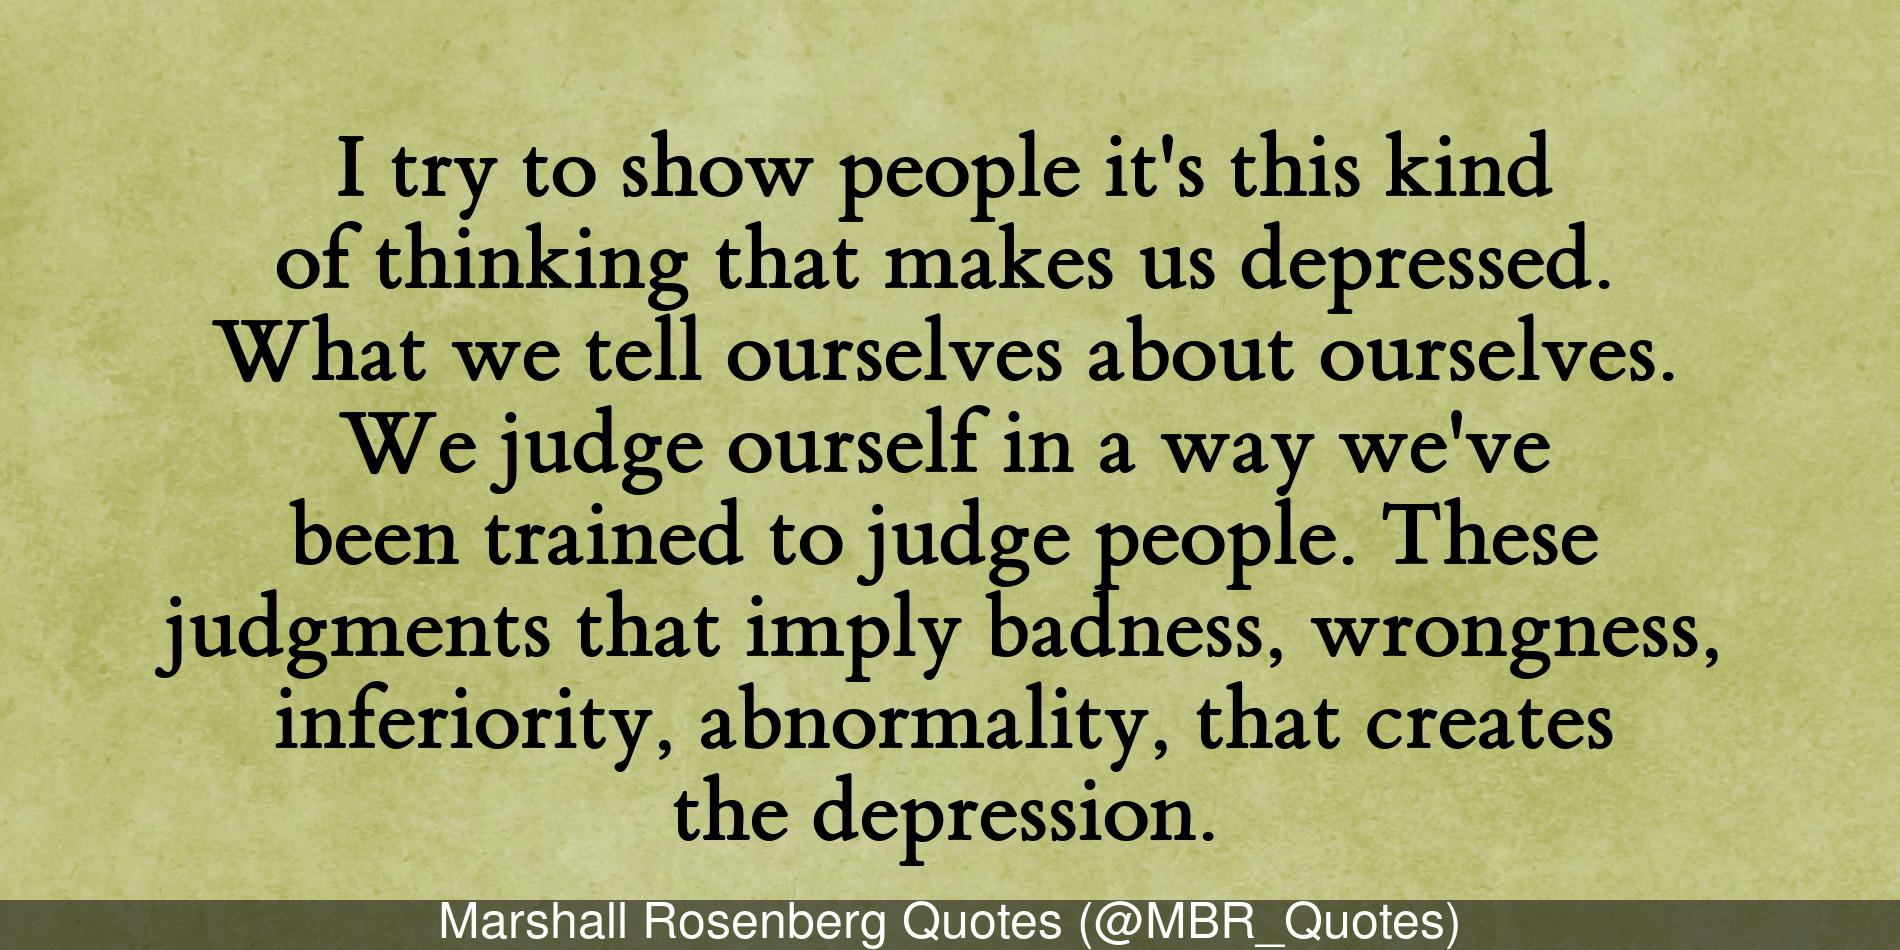 I try to show people it's this kind
of thinking that makes us depressed.
What we tell ourselves about ourselves.
We judge ourself in a way we've
been trained to judge people. These
judgments that imply badness, wrongness,
inferiority, abnormality, that creates
the depression.
Marshall Rosenberg Quotes (@MBR_Quotes)